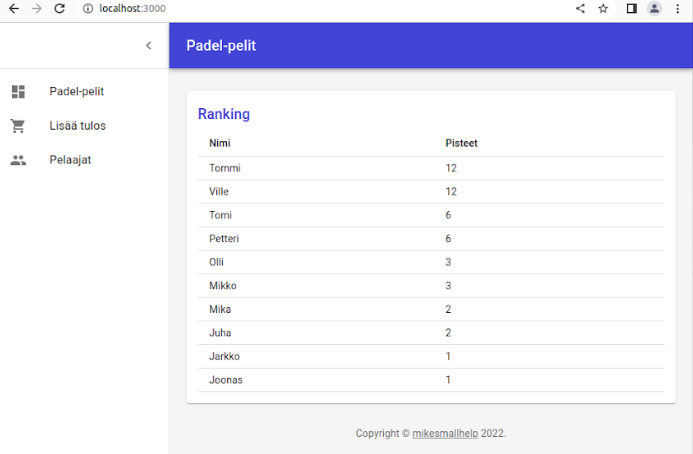 localhost:3000
Padel-pelit
Padel-pelit
Lisää tulos
Pelaajat
Ranking
Nimi Pisteet
Tommi 12
Ville 12
Tomi 6
Petteri 6
Olli 3
Mikko 3
Mika 2
Juha 2
Jarkko 1
Joonas 1
Copyright © mikesmallhelp 2022.